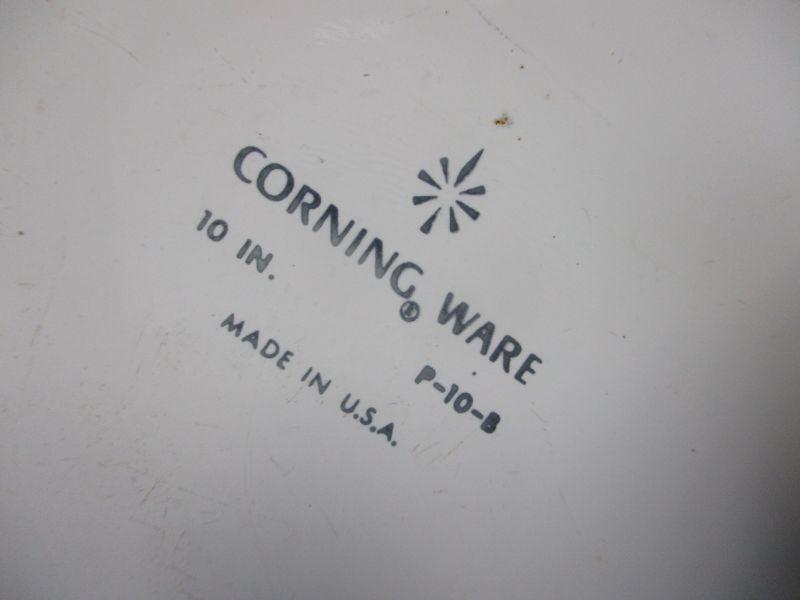 CORNING® WARE
10 IN. P-10-B
MADE IN U.S.A.